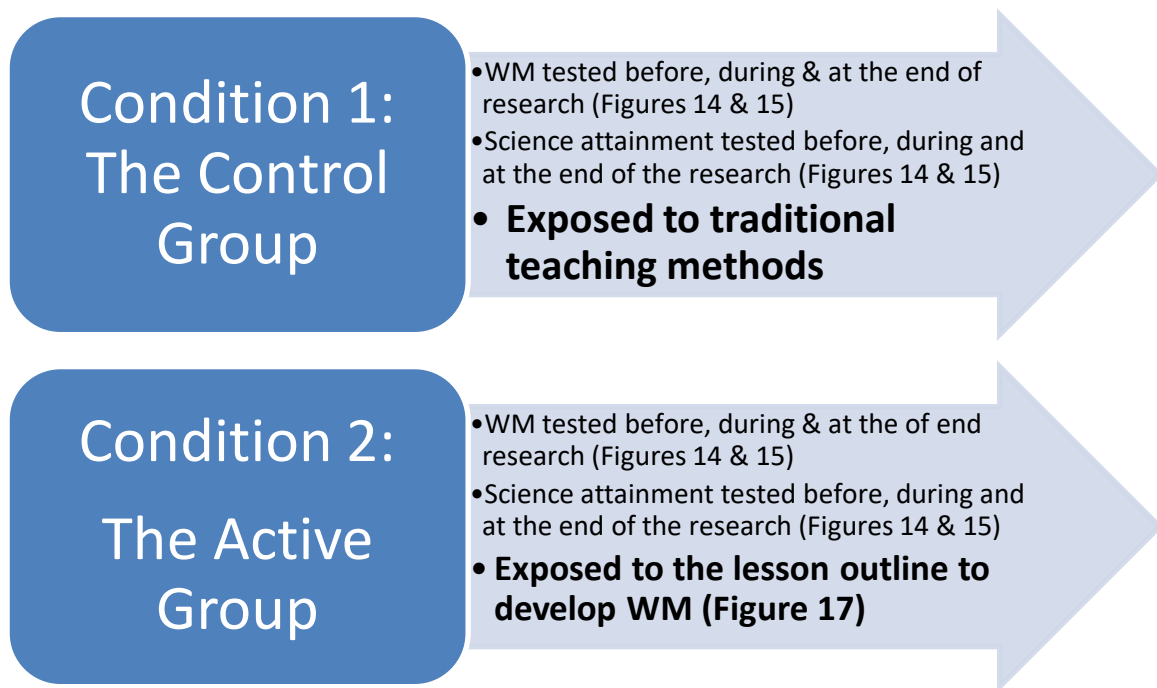 Condition 1:
The Control
Group
•WM tested before, during & at the end of
research (Figures 14 & 15)
•Science attainment tested before, during and
at the end of the research (Figures 14 & 15)
• Exposed to traditional
teaching methods
Condition 2:
The Active
Group
•WM tested before, during & at the of end
research (Figures 14 & 15)
•Science attainment tested before, during and
at the end of the research (Figures 14 & 15)
• Exposed to the lesson outline to
develop WM (Figure 17)